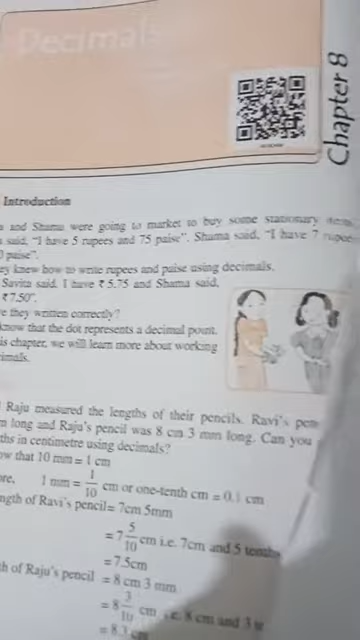 Decimals
Chapter 8
Introduction
and Shama were going to market to buy some stationary items.
said, "I have 5 rupees and 75 paise". Shama said, "I have 7 rupees
paise".
ey knew how to write rupees and paise using decimals.
Savita said, I have ₹ 5.75 and Shama said,
₹7.50".
e they written correctly?
know that the dot represents a decimal point.
is chapter, we will learn more about working
imals.
Raju measured the lengths of their pencils. Ravi's pen
m long and Raju's pencil was 8 cm 3 mm long. Can you
ths in centimetre using decimals?
ow that 10 mm = 1 cm
ore, 1 mm = 1/10 cm or one-tenth cm = 0.1 cm
ngth of Ravi's pencil= 7cm 5mm
= 7 5/10 cm i.e. 7cm and 5 tenths
= 7.5cm
th of Raju's pencil = 8 cm 3 mm
= 8 3/10 cm i.e. 8 cm and 3 te
= 8.3 cm